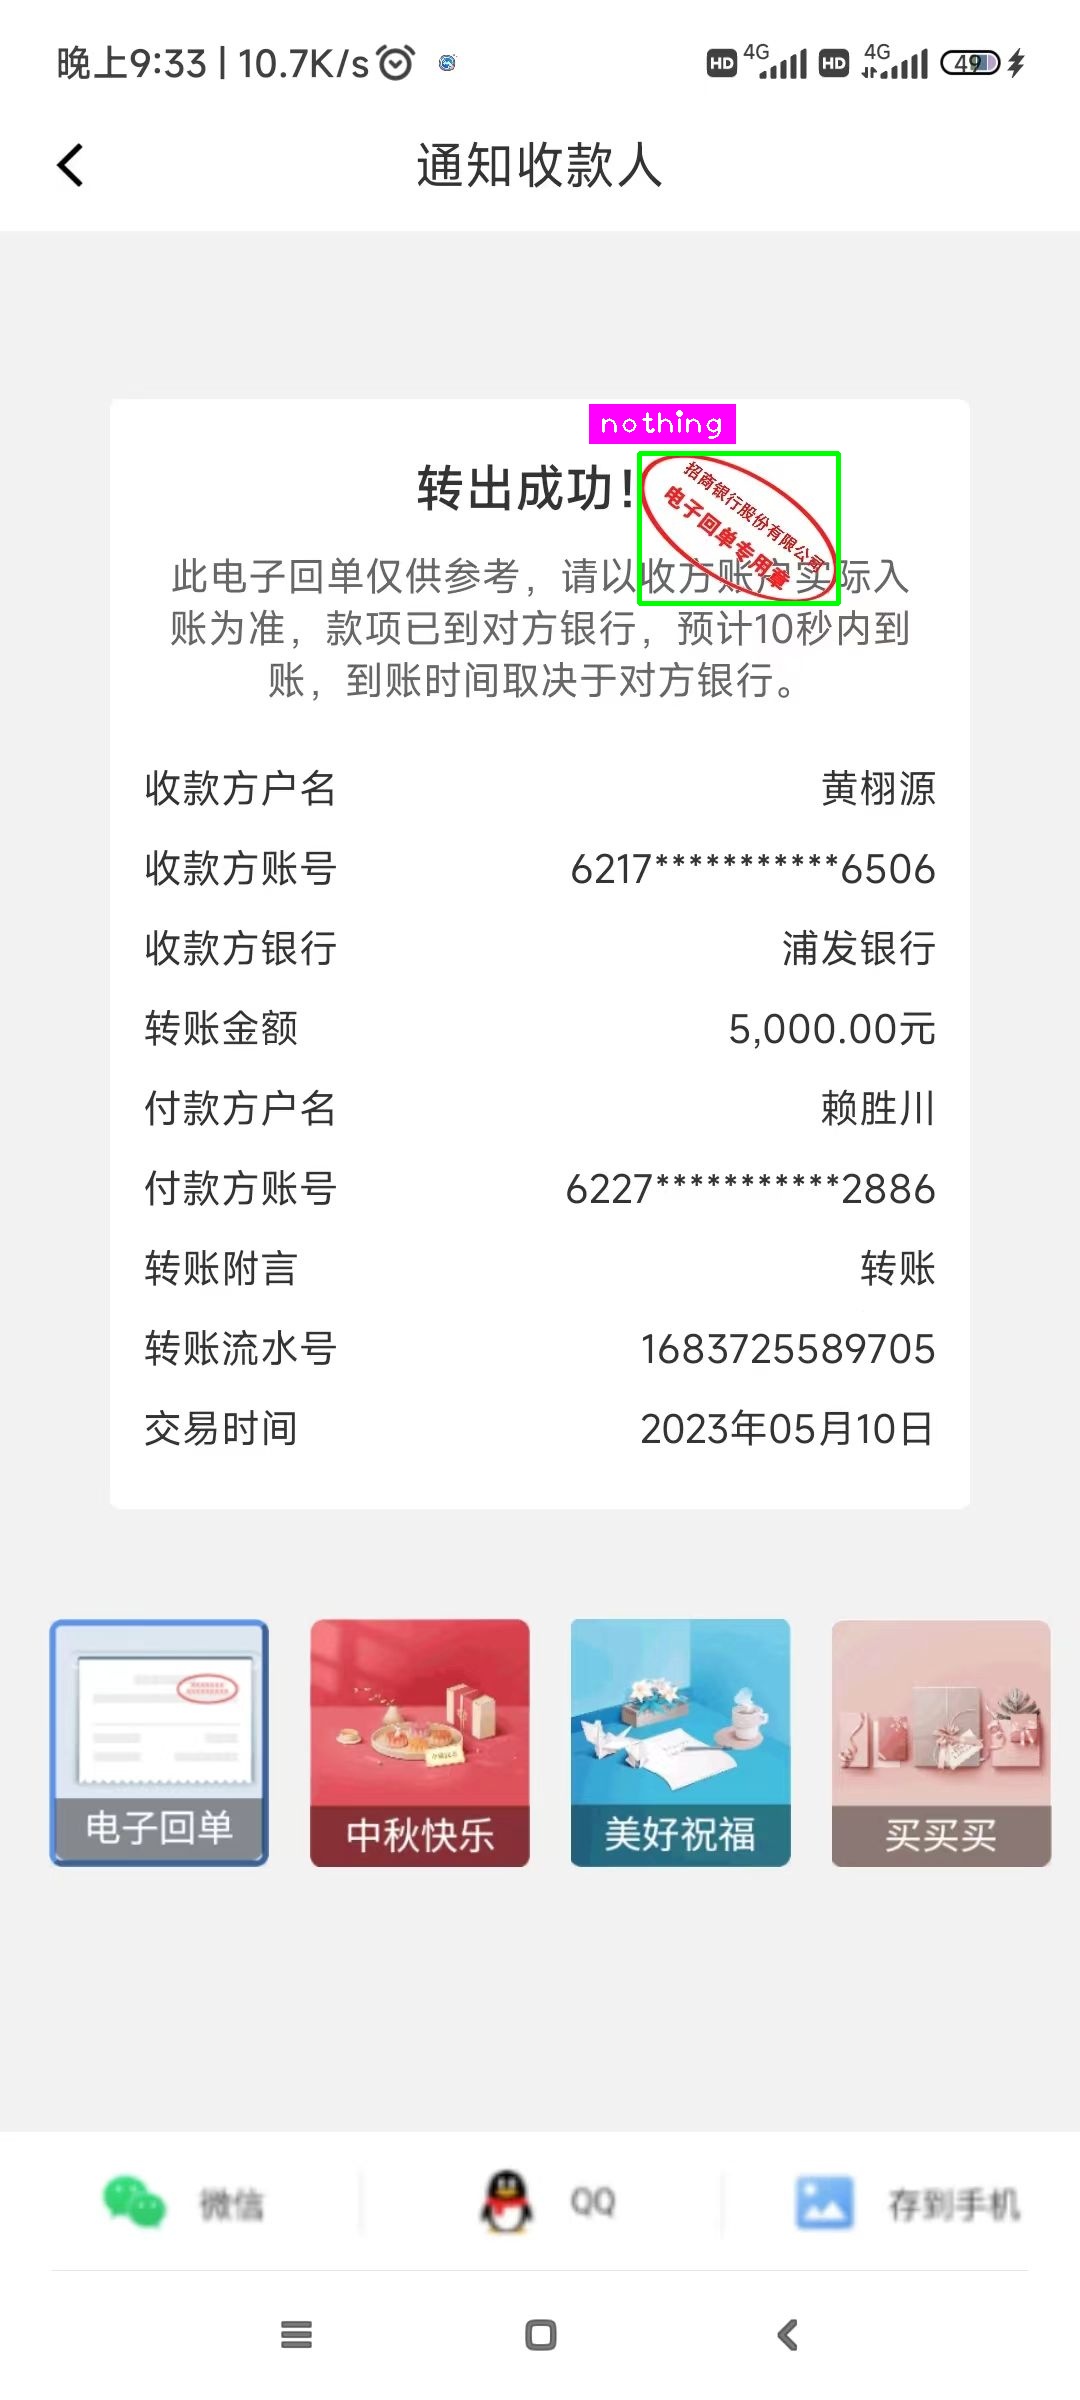 晚上9:33 | 10.7K/s
HD 4G HD 4G 49
通知收款人
nothing
转出成功！
招商银行股份有限公司
电子回单专用章
此电子回单仅供参考，请以收方账户实际入
账为准，款项已到对方银行，预计10秒内到
账，到账时间取决于对方银行。
收款方户名 黄栩源
收款方账号 6217***********6506
收款方银行 浦发银行
转账金额 5,000.00元
付款方户名 赖胜川
付款方账号 6227***********2886
转账附言 转账
转账流水号 1683725589705
交易时间 2023年05月10日
电子回单 中秋快乐 美好祝福 买买买
微信 QQ 存到手机